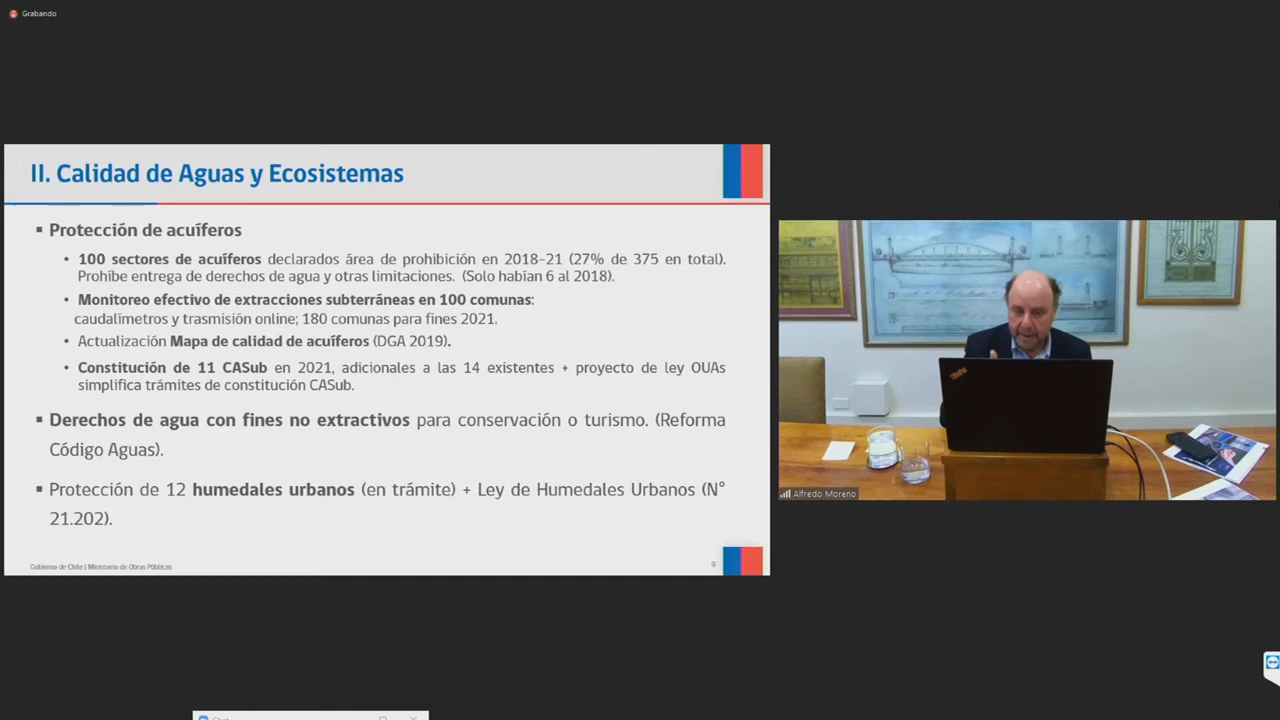 Grabando
II. Calidad de Aguas y Ecosistemas
▪ Protección de acuíferos
• 100 sectores de acuíferos declarados área de prohibición en 2018-21 (27% de 375 en total).
Prohíbe entrega de derechos de agua y otras limitaciones. (Solo habían 6 al 2018).
• Monitoreo efectivo de extracciones subterráneas en 100 comunas:
caudalímetros y trasmisión online; 180 comunas para fines 2021.
• Actualización Mapa de calidad de acuíferos (DGA 2019).
• Constitución de 11 CASub en 2021, adicionales a las 14 existentes + proyecto de ley OUAs
simplifica trámites de constitución CASub.
▪ Derechos de agua con fines no extractivos para conservación o turismo. (Reforma
Código Aguas).
▪ Protección de 12 humedales urbanos (en trámite) + Ley de Humedales Urbanos (N°
21.202).
Gobierno de Chile | Ministerio de Obras Públicas
9
Alfredo Moreno